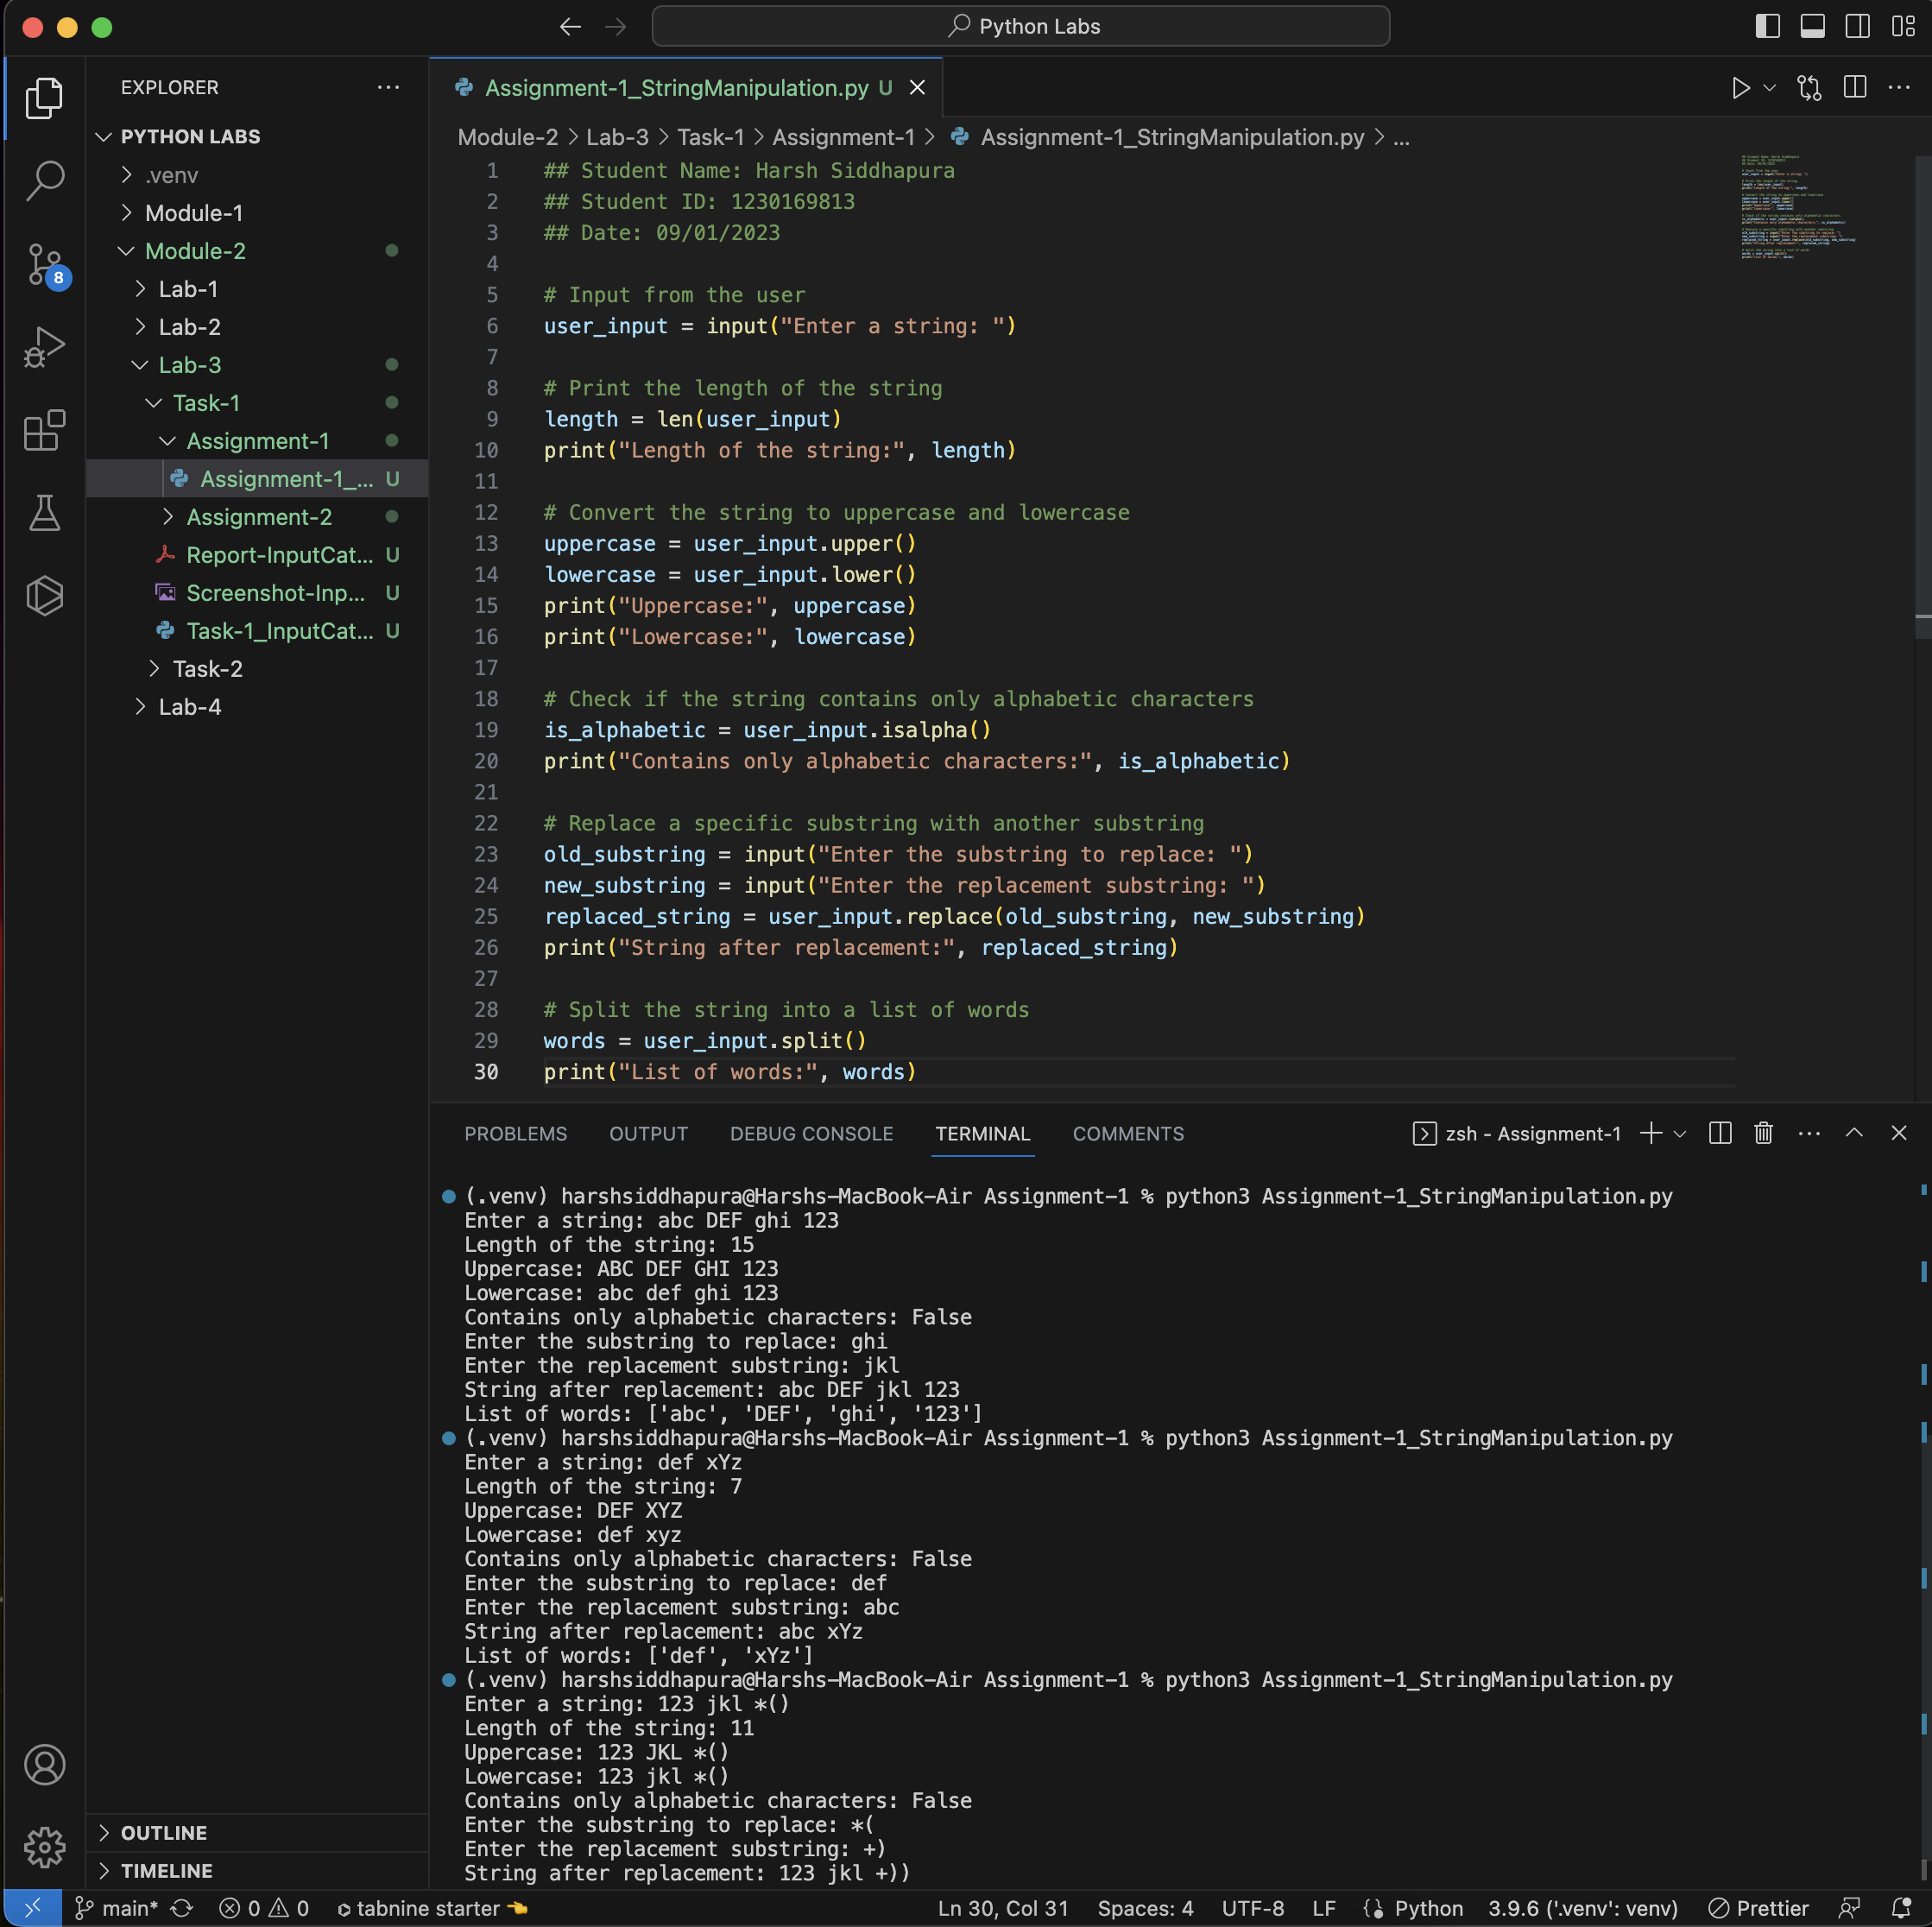 Python Labs
EXPLORER
PYTHON LABS
.venv
Module-1
Module-2
Lab-1
Lab-2
Lab-3
Task-1
Assignment-1
Assignment-1_... U
Assignment-2
Report-InputCat... U
Screenshot-Inp... U
Task-1_InputCat... U
Task-2
Lab-4
8
OUTLINE
TIMELINE
Assignment-1_StringManipulation.py U
Module-2 > Lab-3 > Task-1 > Assignment-1 > Assignment-1_StringManipulation.py > ...
1 ## Student Name: Harsh Siddhapura
2 ## Student ID: 1230169813
3 ## Date: 09/01/2023
4
5 # Input from the user
6 user_input = input("Enter a string: ")
7
8 # Print the length of the string
9 length = len(user_input)
10 print("Length of the string:", length)
11
12 # Convert the string to uppercase and lowercase
13 uppercase = user_input.upper()
14 lowercase = user_input.lower()
15 print("Uppercase:", uppercase)
16 print("Lowercase:", lowercase)
17
18 # Check if the string contains only alphabetic characters
19 is_alphabetic = user_input.isalpha()
20 print("Contains only alphabetic characters:", is_alphabetic)
21
22 # Replace a specific substring with another substring
23 old_substring = input("Enter the substring to replace: ")
24 new_substring = input("Enter the replacement substring: ")
25 replaced_string = user_input.replace(old_substring, new_substring)
26 print("String after replacement:", replaced_string)
27
28 # Split the string into a list of words
29 words = user_input.split()
30 print("List of words:", words)
PROBLEMS OUTPUT DEBUG CONSOLE TERMINAL COMMENTS zsh - Assignment-1
(.venv) harshsiddhapura@Harshs-MacBook-Air Assignment-1 % python3 Assignment-1_StringManipulation.py
Enter a string: abc DEF ghi 123
Length of the string: 15
Uppercase: ABC DEF GHI 123
Lowercase: abc def ghi 123
Contains only alphabetic characters: False
Enter the substring to replace: ghi
Enter the replacement substring: jkl
String after replacement: abc DEF jkl 123
List of words: ['abc', 'DEF', 'ghi', '123']
(.venv) harshsiddhapura@Harshs-MacBook-Air Assignment-1 % python3 Assignment-1_StringManipulation.py
Enter a string: def xYz
Length of the string: 7
Uppercase: DEF XYZ
Lowercase: def xyz
Contains only alphabetic characters: False
Enter the substring to replace: def
Enter the replacement substring: abc
String after replacement: abc xYz
List of words: ['def', 'xYz']
(.venv) harshsiddhapura@Harshs-MacBook-Air Assignment-1 % python3 Assignment-1_StringManipulation.py
Enter a string: 123 jkl *()
Length of the string: 11
Uppercase: 123 JKL *()
Lowercase: 123 jkl *()
Contains only alphabetic characters: False
Enter the substring to replace: *(
Enter the replacement substring: +)
String after replacement: 123 jkl +))
main* 0 0 tabnine starter Ln 30, Col 31 Spaces: 4 UTF-8 LF Python 3.9.6 ('.venv': venv) Prettier